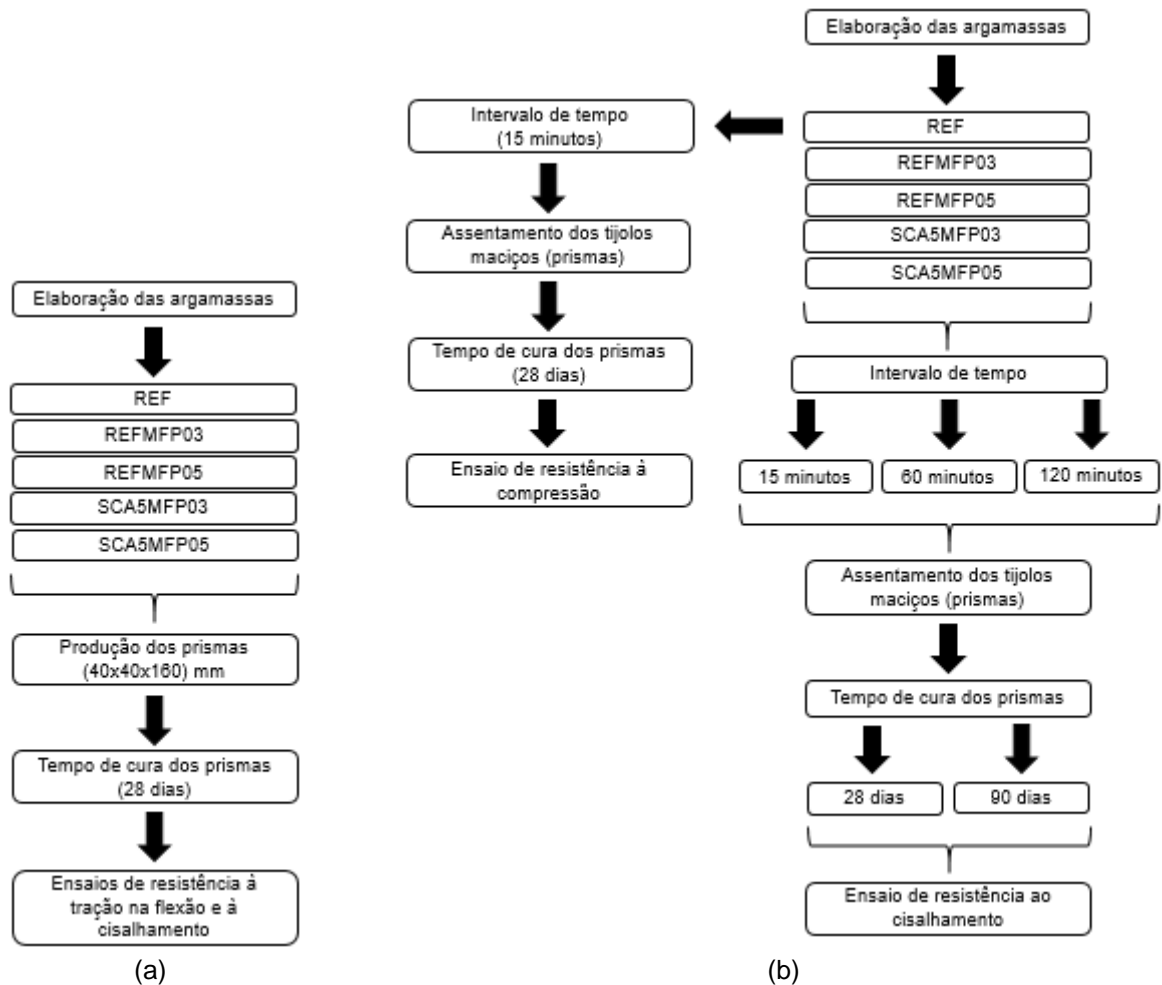 Elaboração das argamassas
REF
REFMFP03
REFMFP05
SCA5MFP03
SCA5MFP05
Produção dos prismas
(40x40x160) mm
Tempo de cura dos prismas
(28 dias)
Ensaios de resistência à
tração na flexão e à
cisalhamento
(a)
Elaboração das argamassas
REF
REFMFP03
REFMFP05
SCA5MFP03
SCA5MFP05
Intervalo de tempo
(15 minutos)
Assentamento dos tijolos
maciços (prismas)
Tempo de cura dos prismas
(28 dias)
Ensaio de resistência à
compressão
Intervalo de tempo
15 minutos
60 minutos
120 minutos
Assentamento dos tijolos
maciços (prismas)
Tempo de cura dos prismas
28 dias
90 dias
Ensaio de resistência ao
cisalhamento
(b)